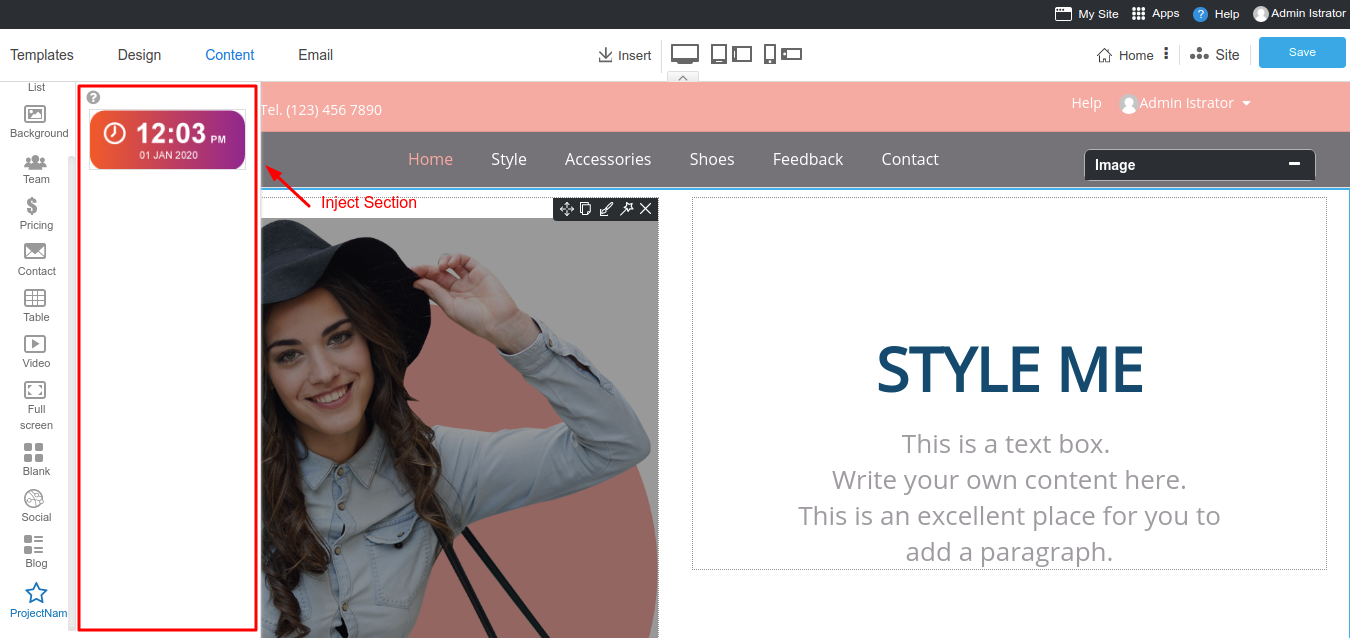 My Site
Apps
? Help
Admin Istrator
Templates
Design
Content
Email
Insert
Home
Site
Save
List
Background
Team
$
Pricing
Contact
Table
Video
Full
screen
Blank
Social
Blog
ProjectNam
?
12:03 PM
01 JAN 2020
Inject Section
Tel. (123) 456 7890
Help
Admin Istrator
Home
Style
Accessories
Shoes
Feedback
Contact
Image
STYLE ME
This is a text box.
Write your own content here.
This is an excellent place for you to
add a paragraph.